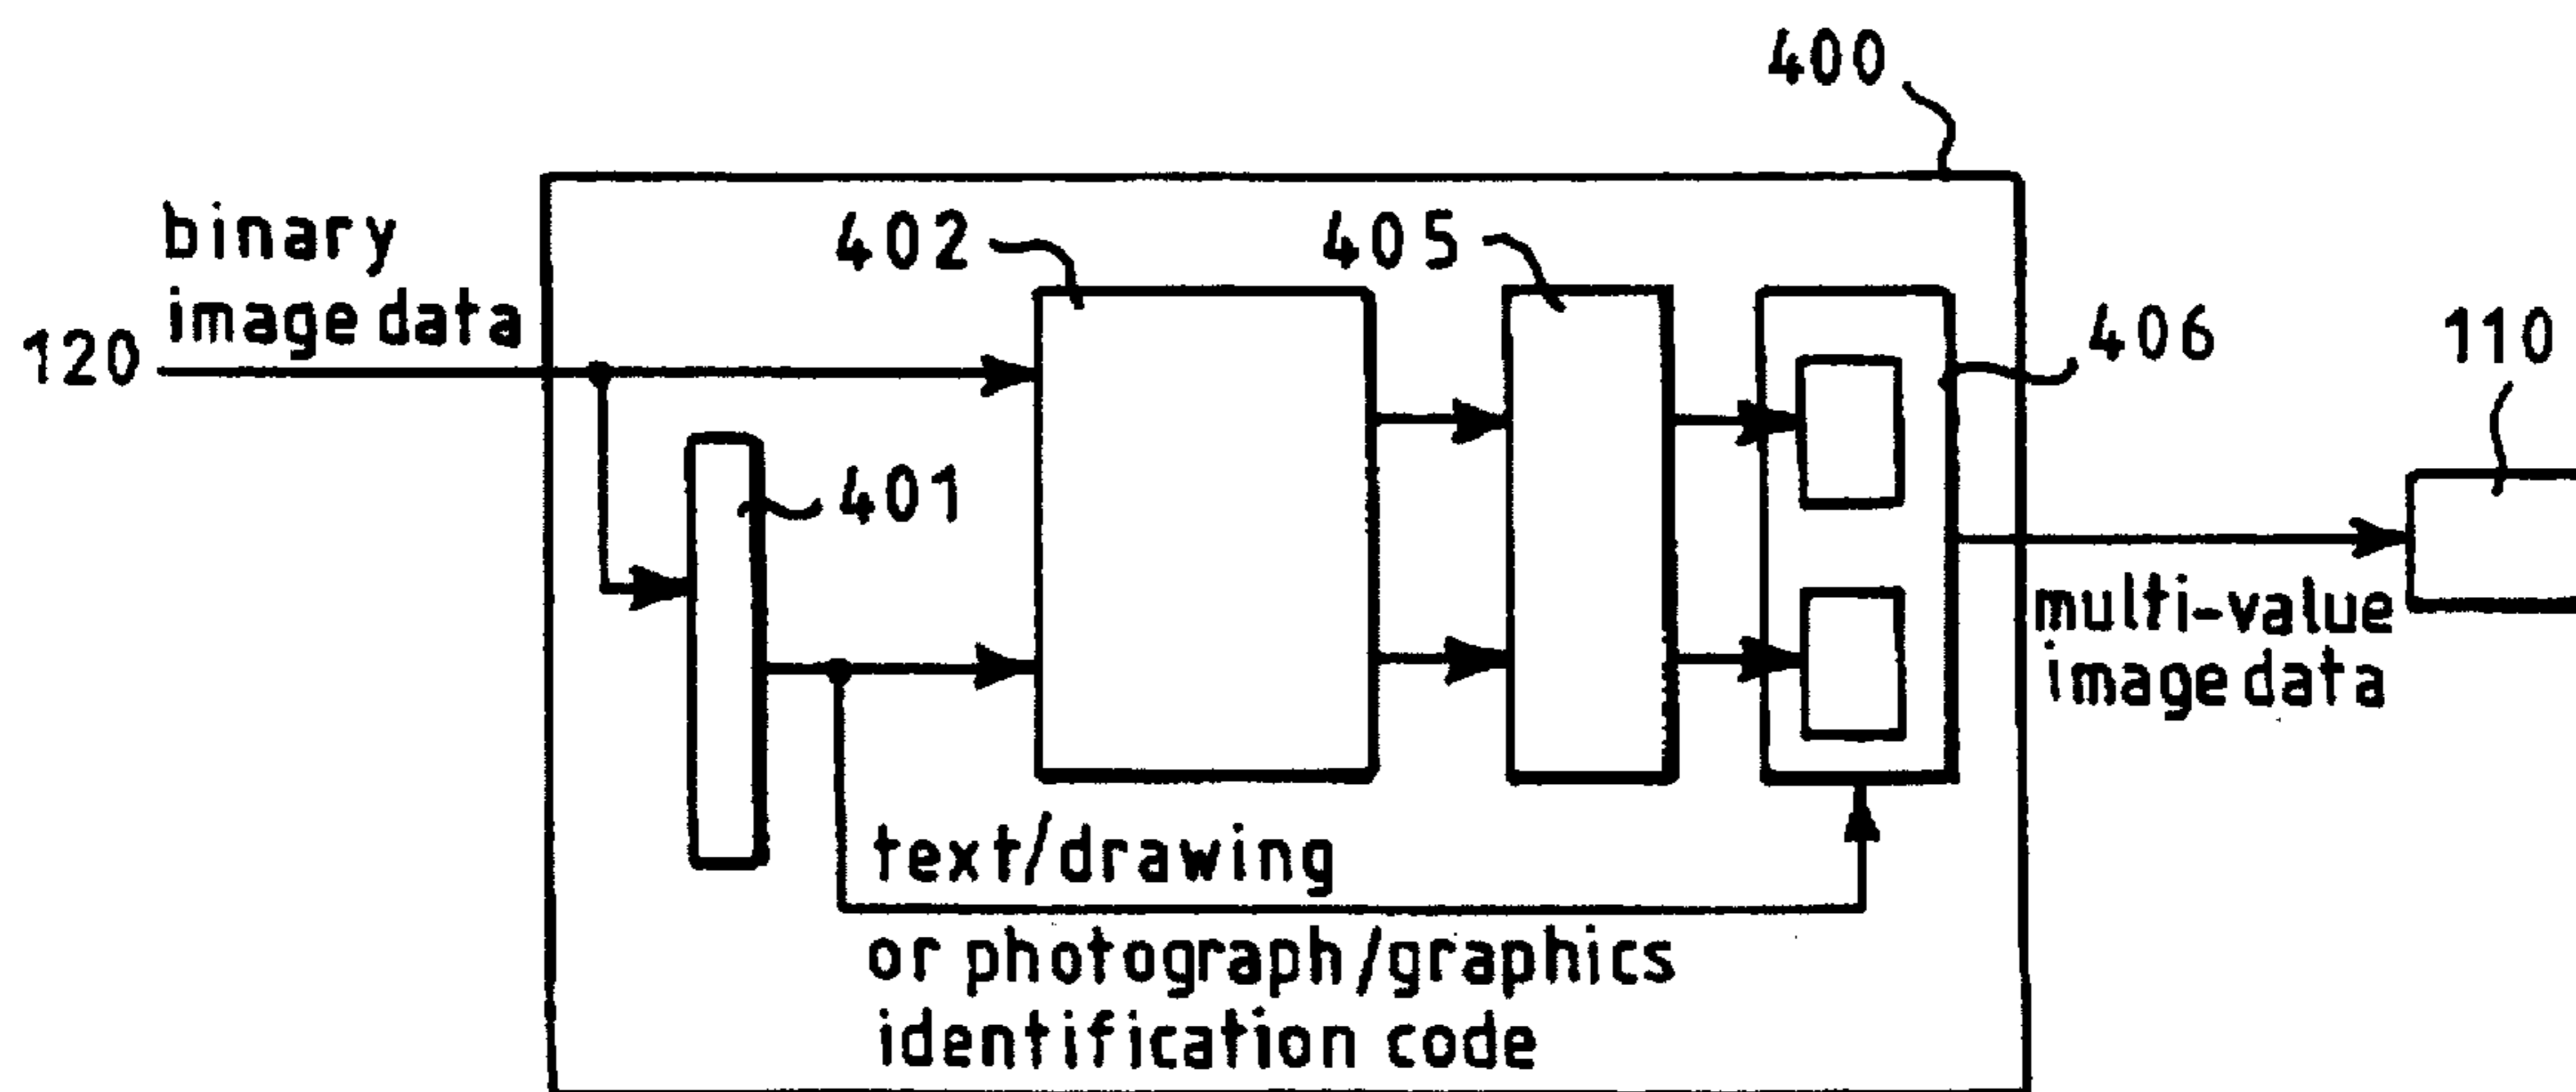 400
binary
image data
120
402
405
406
110
401
multi-value
image data
text/drawing
or photograph/graphics
identification code